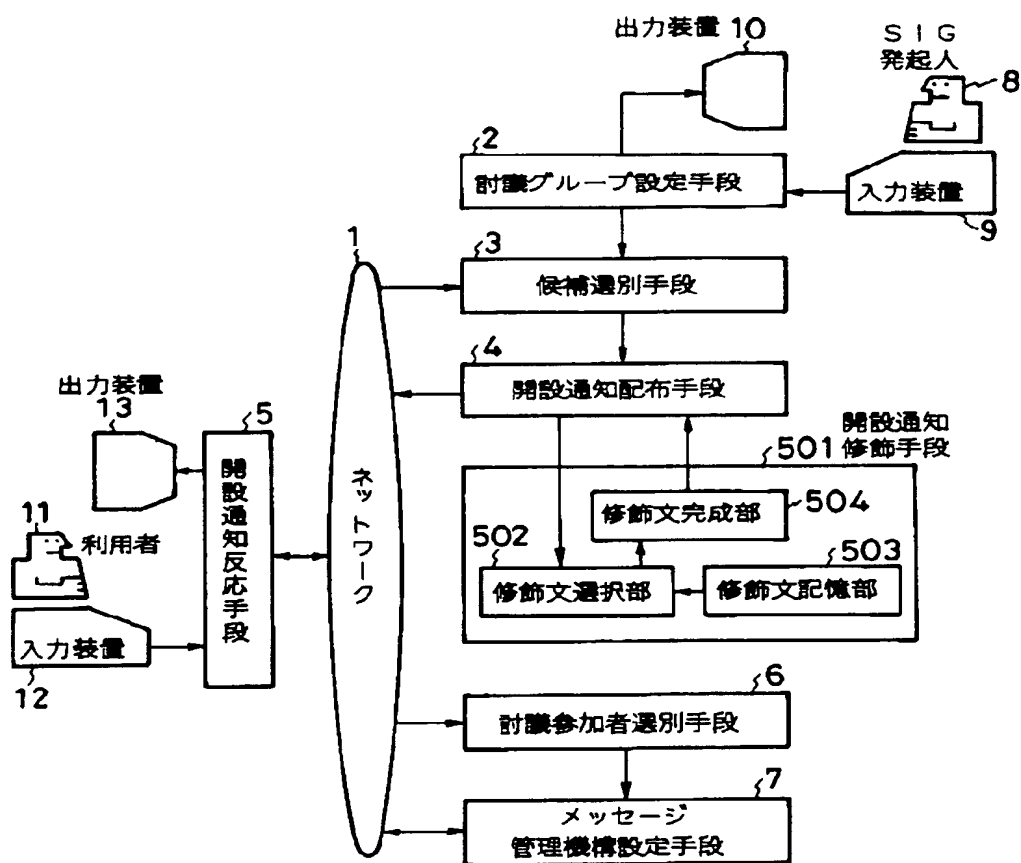 出力装置 10
SIG
発起人
8
2
討議グループ設定手段
入力装置
9
1
3
候補選別手段
4
開設通知配布手段
出力装置
13
5
開設通知反応手段
ネットワーク
開設通知
501 修飾手段
修飾文完成部
504
11
利用者
502
503
修飾文選択部
修飾文記憶部
入力装置
12
6
討議参加者選別手段
7
メッセージ
管理機構設定手段